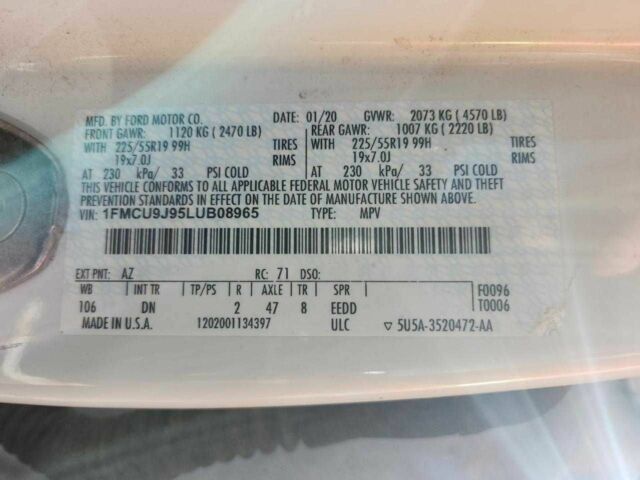 MFD. BY FORD MOTOR CO. DATE: 01/20 GVWR: 2073 KG ( 4570 LB)
FRONT GAWR: 1120 KG ( 2470 LB) REAR GAWR: 1007 KG ( 2220 LB)
WITH 225/55R19 99H TIRES WITH 225/55R19 99H TIRES
19x7.0J RIMS 19x7.0J RIMS
AT 230 kPa/ 33 PSI COLD AT 230 kPa/ 33 PSI COLD
THIS VEHICLE CONFORMS TO ALL APPLICABLE FEDERAL MOTOR VEHICLE SAFETY AND THEFT
PREVENTION STANDARDS IN EFFECT ON THE DATE OF MANUFACTURE SHOWN ABOVE.
VIN: 1FMCU9J95LUB08965 TYPE: MPV
EXT PNT: AZ RC: 71 DSO:
WB INT TR TP/PS R AXLE TR SPR F0096
106 DN 2 47 8 EEDD T0006
MADE IN U.S.A. 1202001134397 ULC ▽ 5U5A-3520472-AA